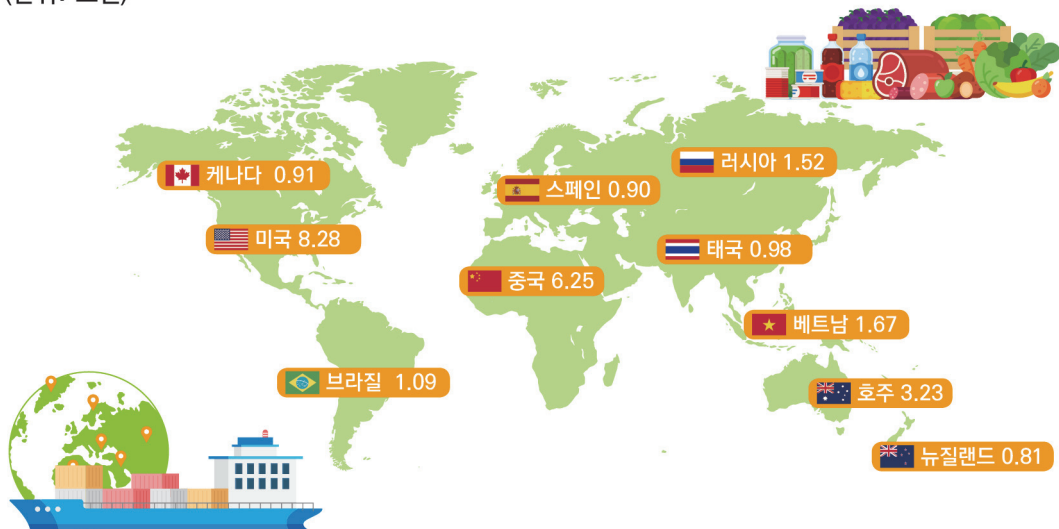 케나다 0.91
러시아 1.52
스페인 0.90
미국 8.28
태국 0.98
중국 6.25
베트남 1.67
브라질 1.09
호주 3.23
뉴질랜드 0.81